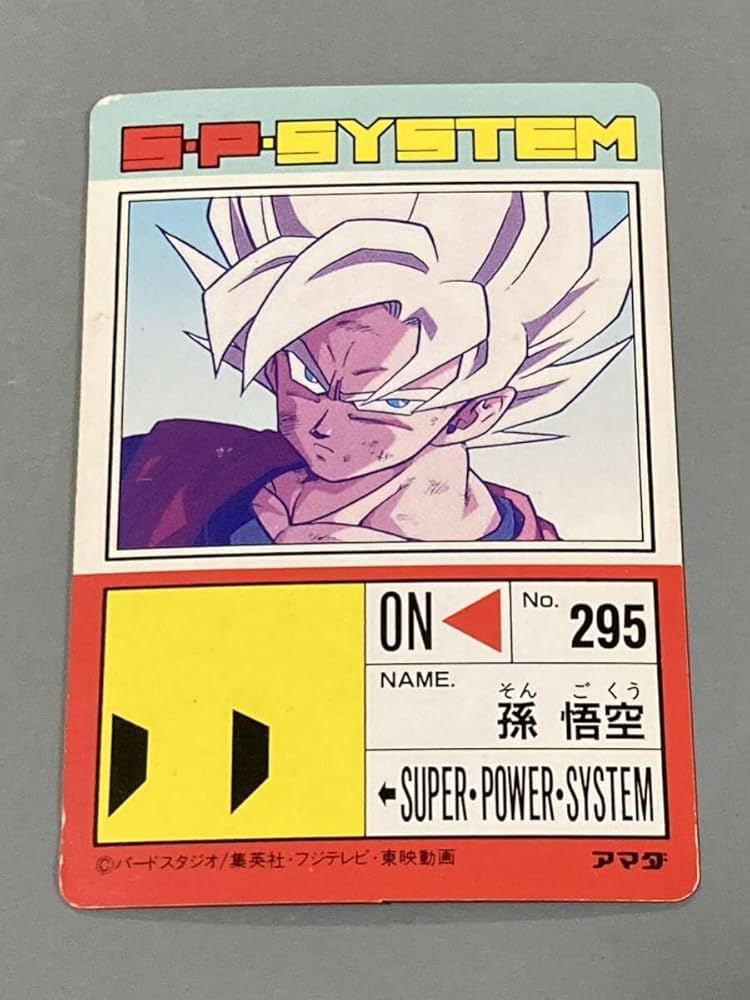 S·P·SYSTEM
ON
No. 295
NAME.
そん ご くう
孫 悟空
SUPER·POWER·SYSTEM
©バードスタジオ/集英社・フジテレビ・東映動画
アマダ